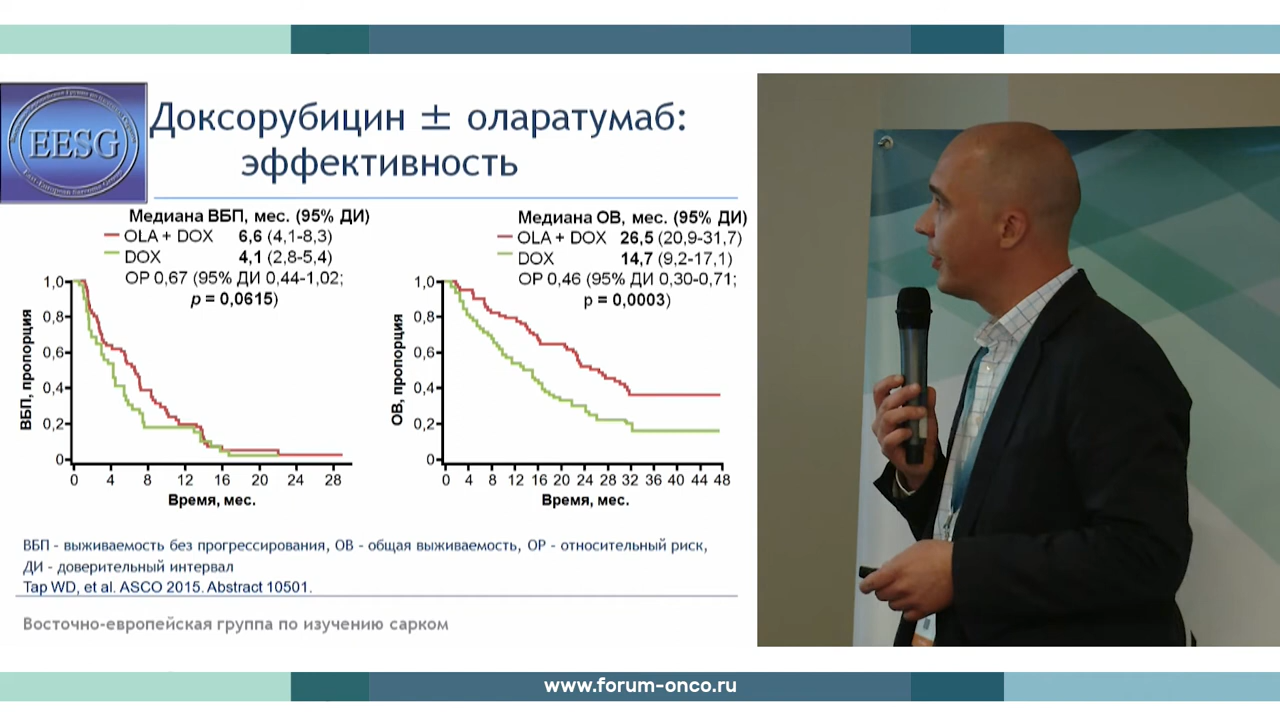 EESG
East-European Sarcoma Group
Доксорубицин ± оларатумаб:
эффективность
Медиана ВБП, мес. (95% ДИ)
OLA + DOX 6,6 (4,1-8,3)
DOX 4,1 (2,8-5,4)
ОР 0,67 (95% ДИ 0,44-1,02;
p = 0,0615)
1,0
0,8
0,6
0,4
0,2
0
ВБП, пропорция
0 4 8 12 16 20 24 28
Время, мес.
Медиана ОВ, мес. (95% ДИ)
OLA + DOX 26,5 (20,9-31,7)
DOX 14,7 (9,2-17,1)
ОР 0,46 (95% ДИ 0,30-0,71;
p = 0,0003)
1,0
0,8
0,6
0,4
0,2
0
ОВ, пропорция
0 4 8 12 16 20 24 28 32 36 40 44 48
Время, мес.
ВБП - выживаемость без прогрессирования, ОВ - общая выживаемость, ОР - относительный риск,
ДИ - доверительный интервал
Tap WD, et al. ASCO 2015. Abstract 10501.
Восточно-европейская группа по изучению сарком
www.forum-onco.ru